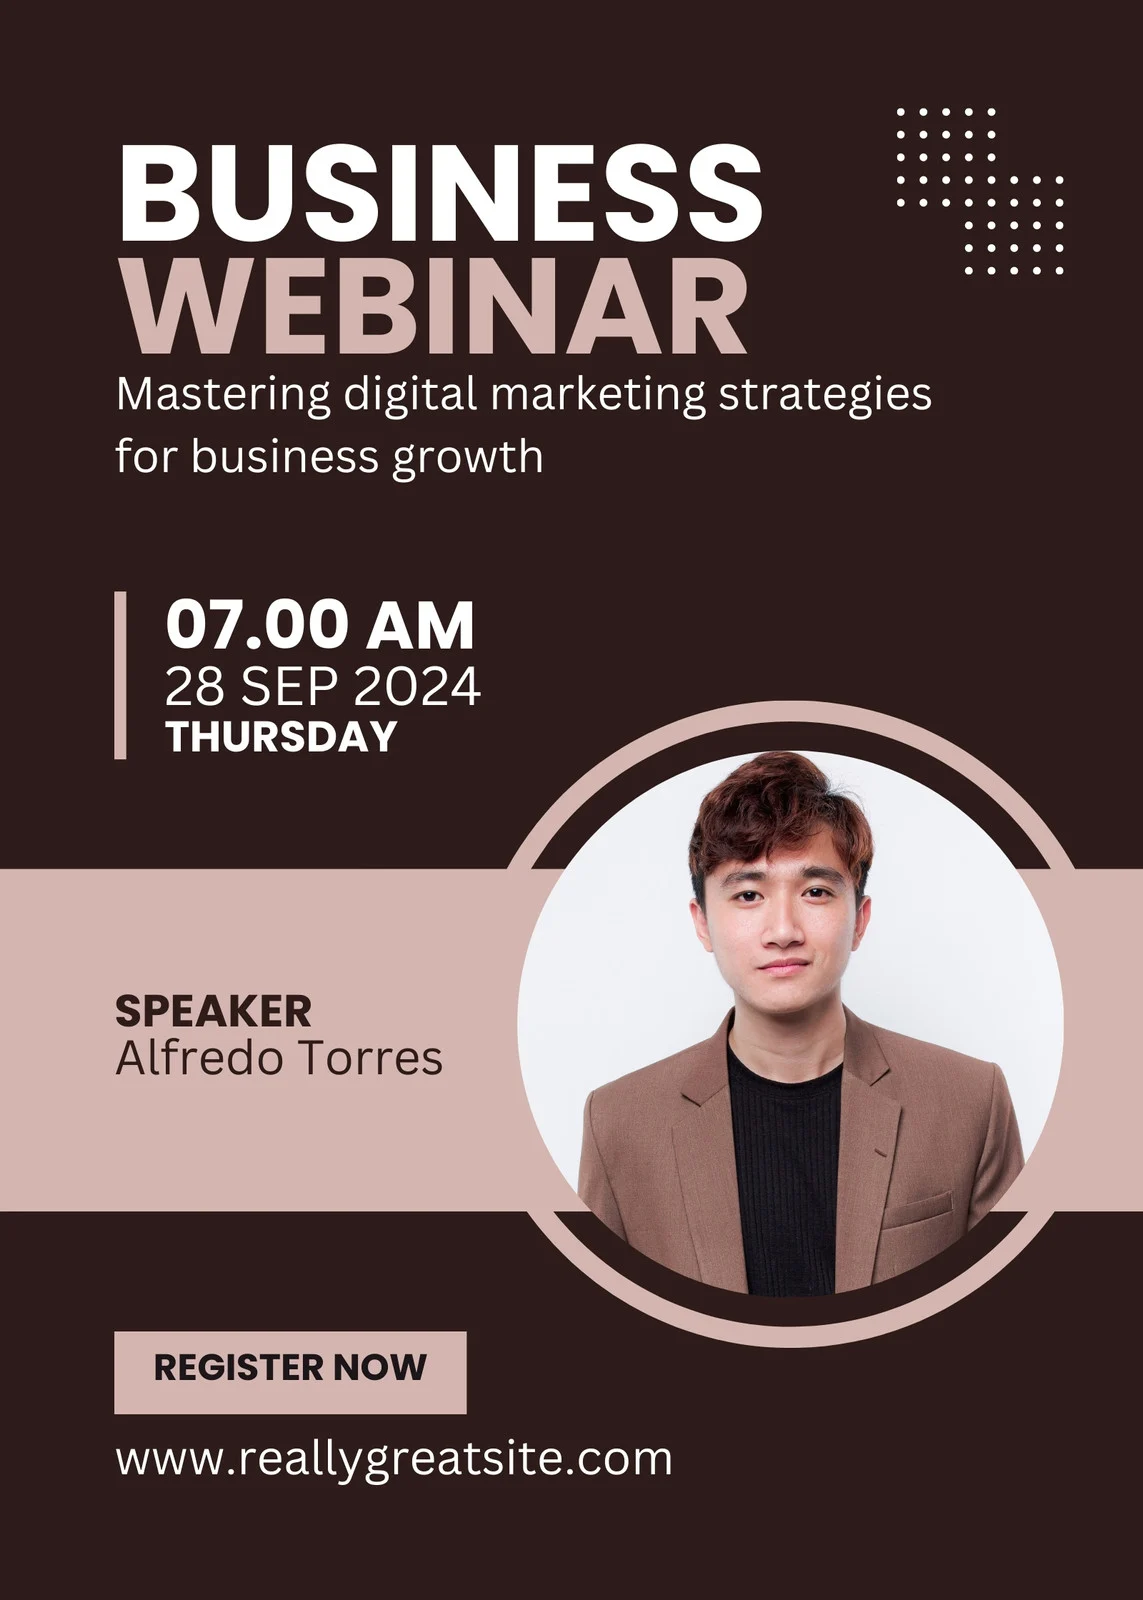 BUSINESS
WEBINAR
Mastering digital marketing strategies
for business growth
07.00 AM
28 SEP 2024
THURSDAY
SPEAKER
Alfredo Torres
REGISTER NOW
www.reallygreatsite.com